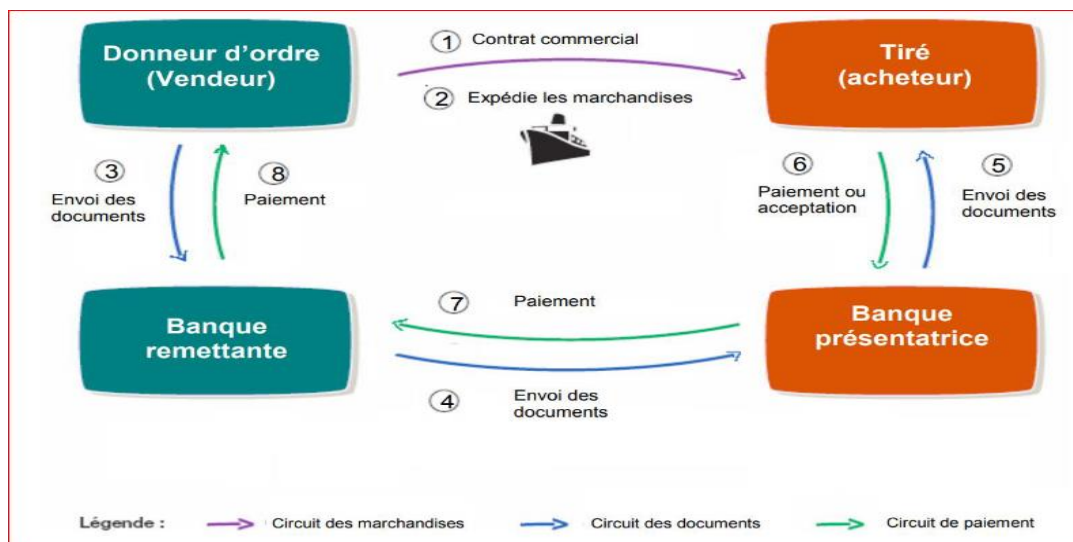 Donneur d'ordre
(Vendeur)
1 Contrat commercial
2 Expédie les marchandises
Tiré
(acheteur)
3
Envoi des
documents
8
Paiement
6
Paiement ou
acceptation
5
Envoi des
documents
Banque
remettante
7 Paiement
4 Envoi des
documents
Banque
présentatrice
Légende : Circuit des marchandises Circuit des documents Circuit de paiement